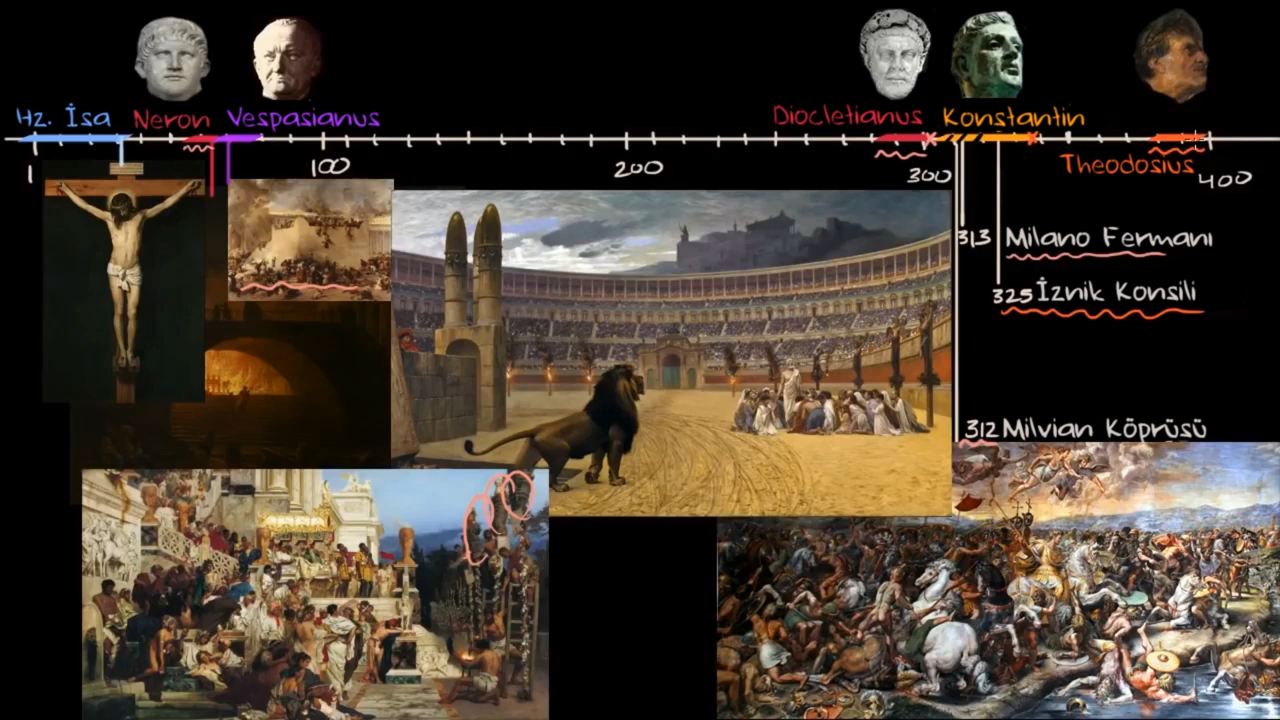 Hz. İsa
Neron
Vespasianus
Diocletianus
Konstantin
1
100
200
300
Theodosius
400
313 Milano Fermanı
325 İznik Konsili
312 Milvian Köprüsü